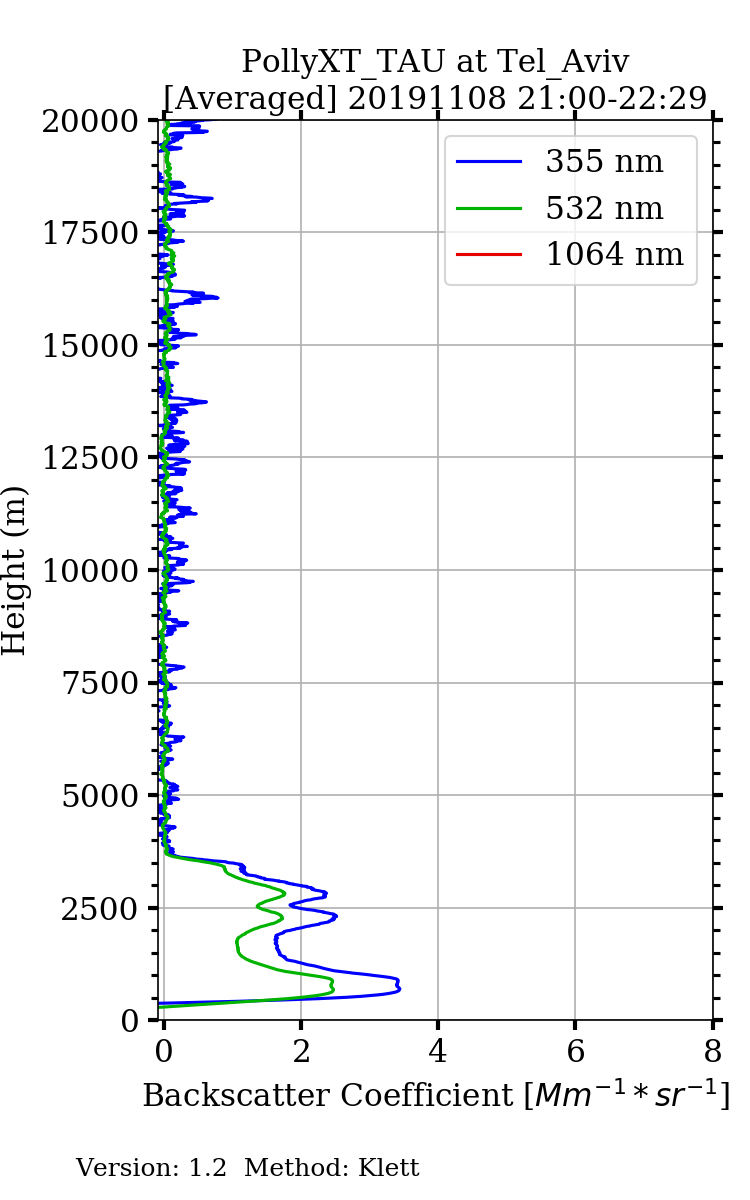 PollyXT_TAU at Tel_Aviv
[Averaged] 20191108 21:00-22:29
20000
17500
15000
12500
10000
7500
5000
2500
0
Height (m)
355 nm
532 nm
1064 nm
0 2 4 6 8
Backscatter Coefficient [Mm⁻¹ * sr⁻¹]
Version: 1.2  Method: Klett